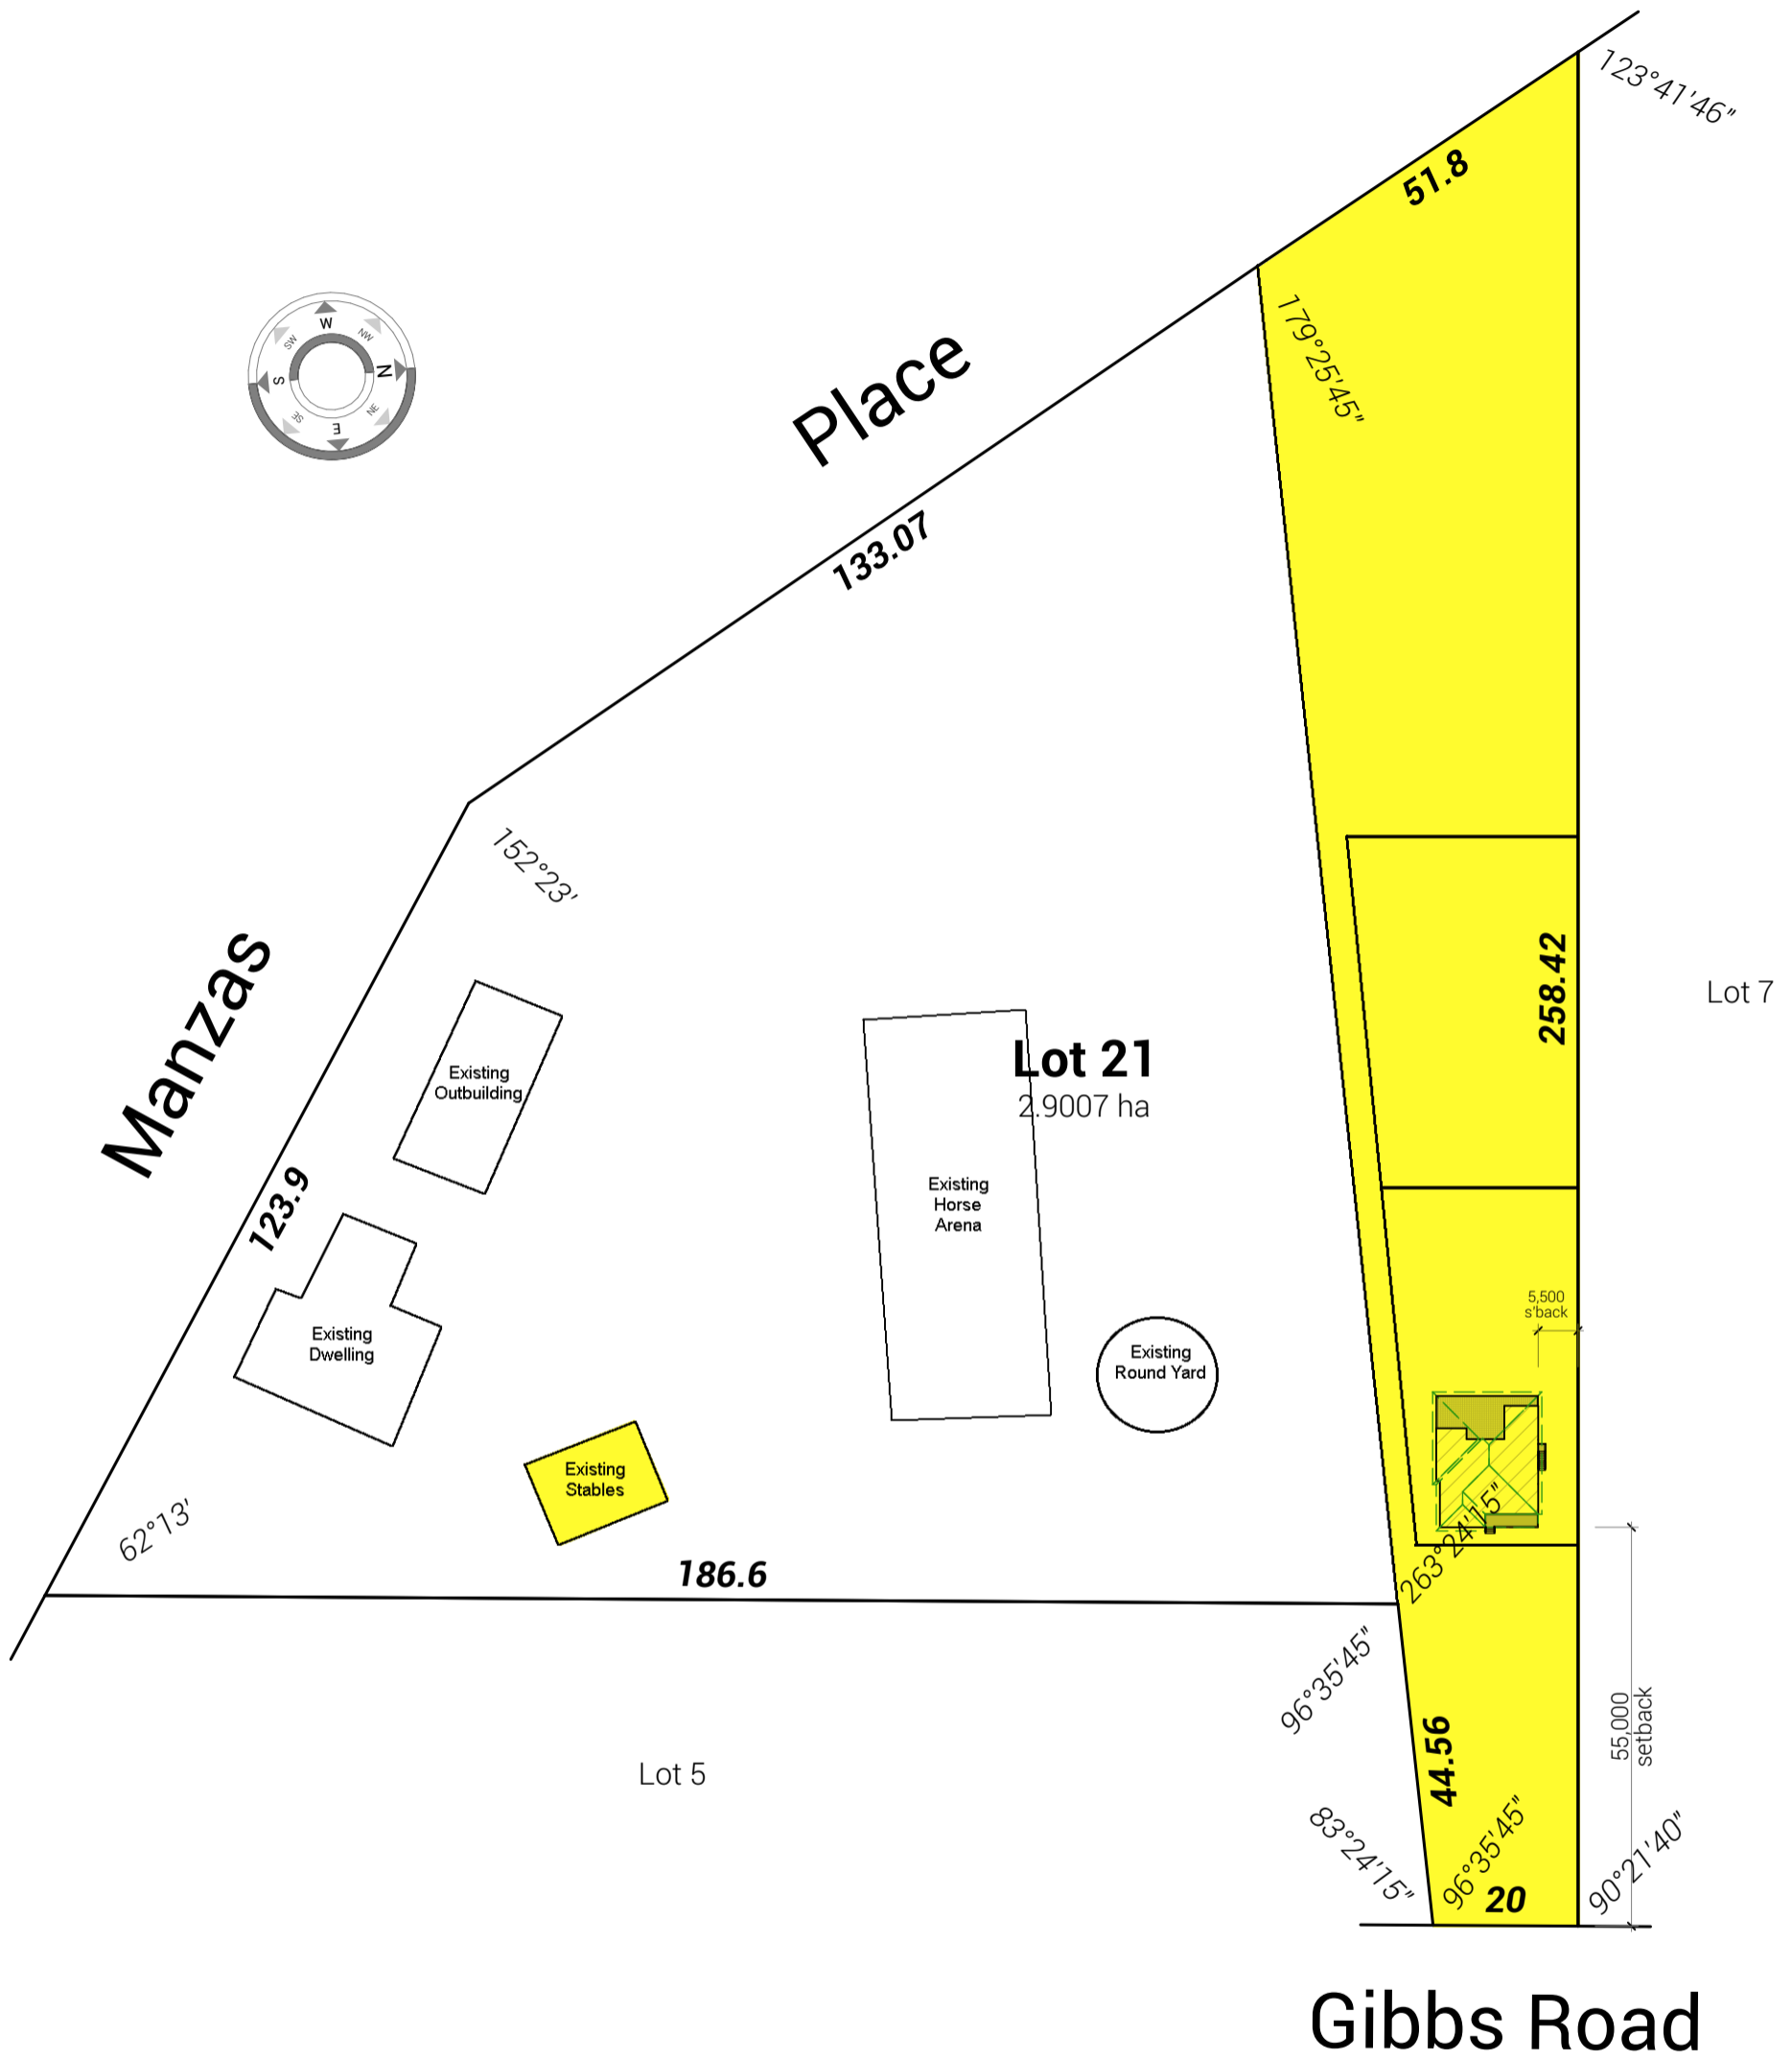 123°41'46"
51.8
179°25'45"
W
NW
N
NE
E
SE
S
SW
Place
133.07
152°23'
Manzas
123.9
258.42
Lot 7
Lot 21
2.9007 ha
Existing
Outbuilding
Existing
Horse
Arena
Existing
Dwelling
Existing
Round Yard
5,500
s'back
Existing
Stables
62°13'
186.6
263°24'15"
96°35'45"
55,000
setback
Lot 5
44.56
83°24'15"
96°35'45"
90°21'40"
20
Gibbs Road